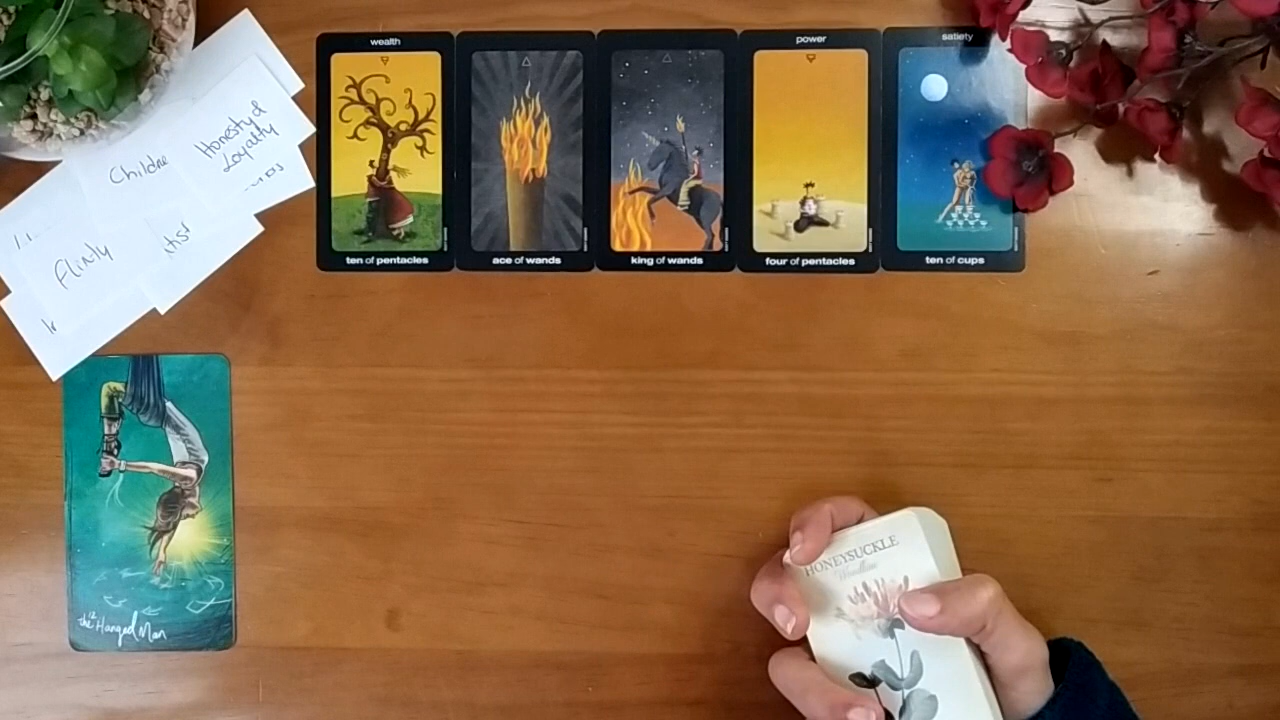 wealth
power
satiety
ten of pentacles
ace of wands
king of wands
four of pentacles
ten of cups
Honesty &
Loyalty
Flirty
12
the Hanged Man
HONEYSUCKLE